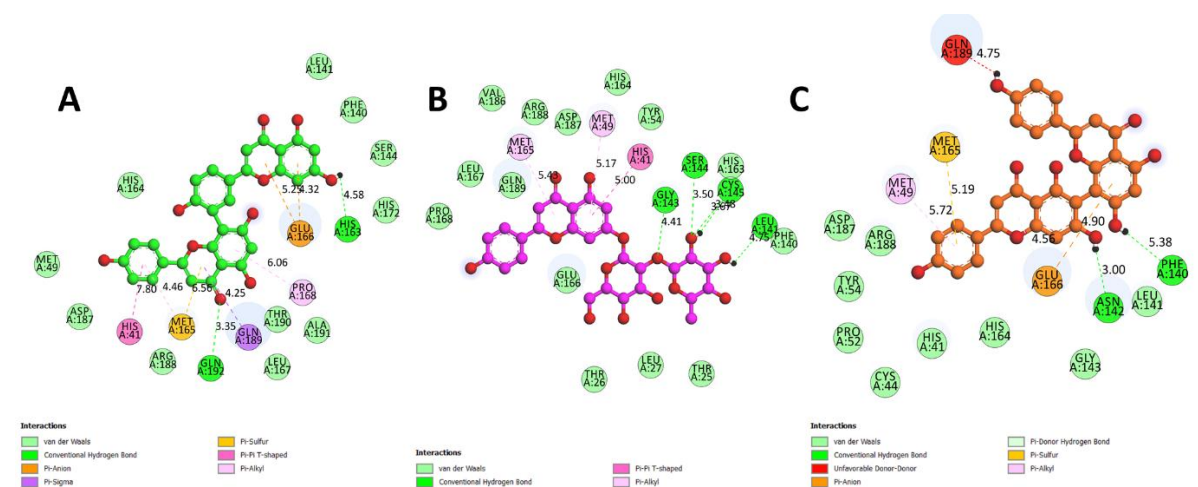 A
LEU
A:141
PHE
A:140
SER
A:144
HIS
A:164
HIS
A:172
4.58
HIS
A:163
5.25
4.32
GLU
A:166
MET
A:49
6.06
PRO
A:168
7.80
4.46
6.56
4.25
ASP
A:187
HIS
A:41
MET
A:165
3.35
GLN
A:189
THR
A:190
ALA
A:191
ARG
A:188
GLN
A:192
LEU
A:167
Interactions
van der Waals
Conventional Hydrogen Bond
Pi-Anion
Pi-Sigma
Pi-Sulfur
Pi-Pi T-shaped
Pi-Alkyl
B
VAL
A:186
ARG
A:188
ASP
A:187
HIS
A:164
MET
A:49
TYR
A:54
MET
A:165
HIS
A:41
LEU
A:167
GLN
A:189
5.43
5.17
5.00
SER
A:144
HIS
A:163
CYS
A:145
PRO
A:168
GLY
A:143
3.50
4.41
LEU
A:141
4.75
PHE
A:140
GLU
A:166
THR
A:26
LEU
A:27
THR
A:25
Interactions
van der Waals
Conventional Hydrogen Bond
Pi-Pi T-shaped
Pi-Alkyl
C
GLN
A:189
4.75
MET
A:165
MET
A:49
5.19
5.72
4.90
4.56
ASP
A:187
ARG
A:188
GLU
A:166
3.00
5.38
PHE
A:140
TYR
A:54
ASN
A:142
LEU
A:141
PRO
A:52
HIS
A:41
HIS
A:164
GLY
A:143
CYS
A:44
Interactions
van der Waals
Conventional Hydrogen Bond
Unfavorable Donor-Donor
Pi-Anion
Pi-Donor Hydrogen Bond
Pi-Sulfur
Pi-Alkyl